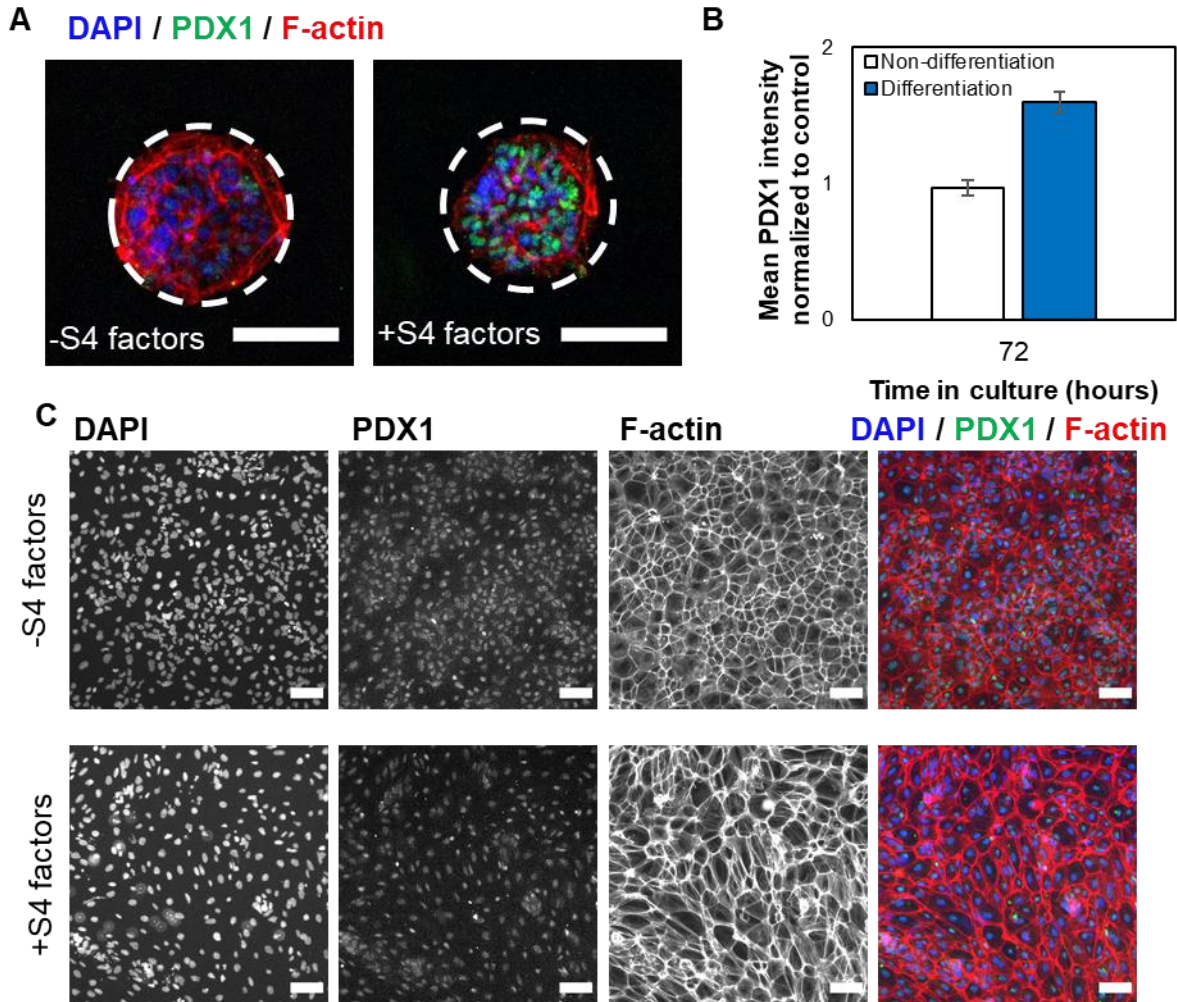 A
DAPI / PDX1 / F-actin
-S4 factors
+S4 factors
B
Mean PDX1 intensity
normalized to control
2
1
0
Non-differentiation
Differentiation
72
Time in culture (hours)
C
DAPI
PDX1
F-actin
DAPI / PDX1 / F-actin
-S4 factors
+S4 factors